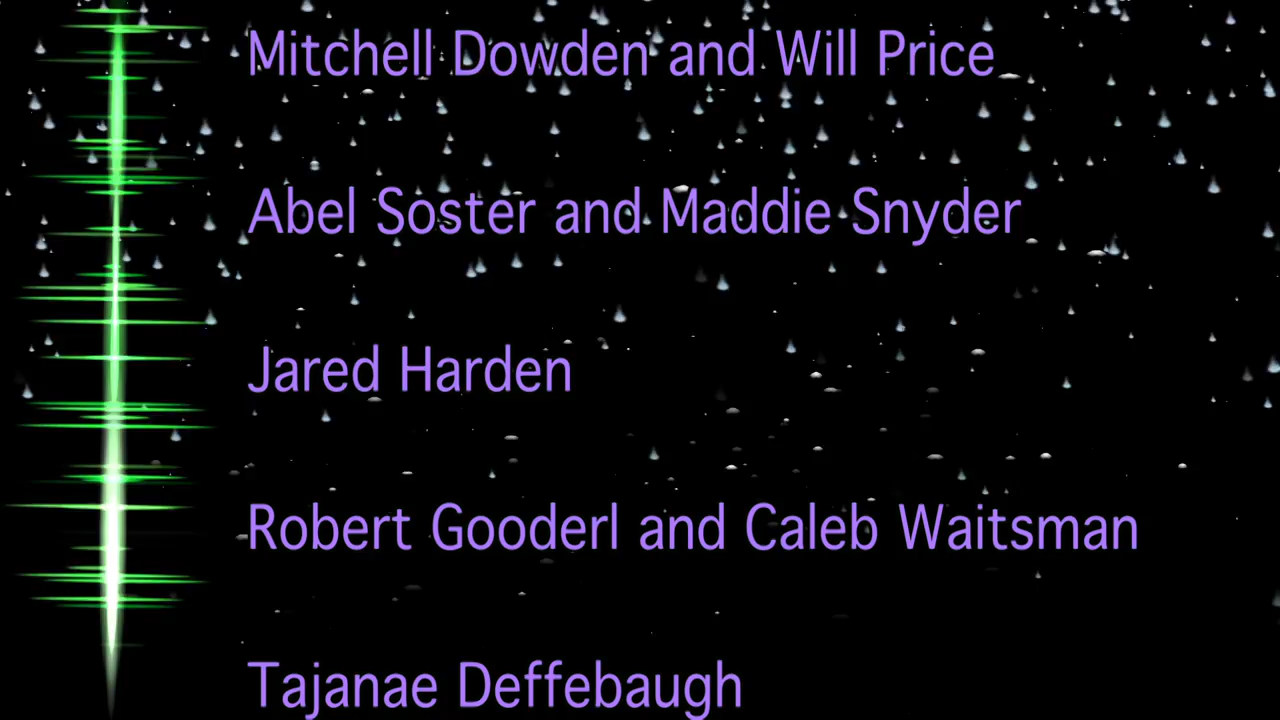 Mitchell Dowden and Will Price
Abel Soster and Maddie Snyder
Jared Harden
Robert Gooderl and Caleb Waitsman
Tajanae Deffebaugh